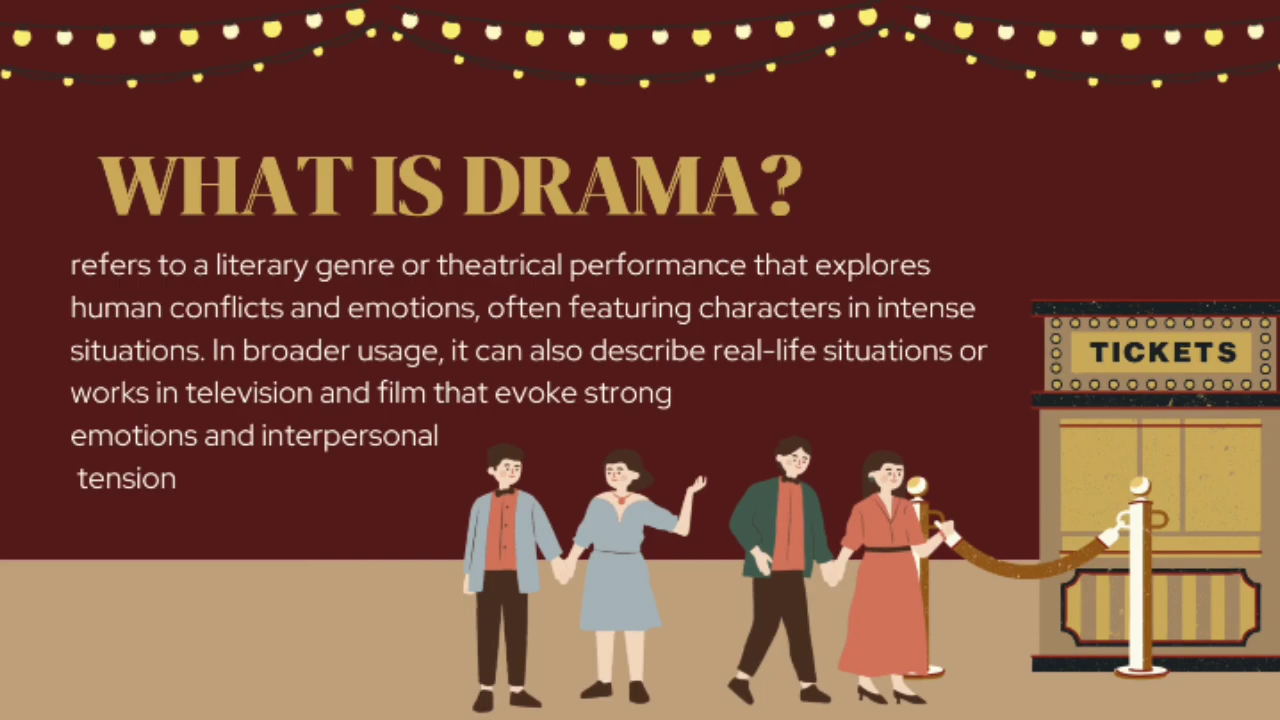 WHAT IS DRAMA?
refers to a literary genre or theatrical performance that explores
human conflicts and emotions, often featuring characters in intense
situations. In broader usage, it can also describe real-life situations or
works in television and film that evoke strong
emotions and interpersonal
tension
TICKETS